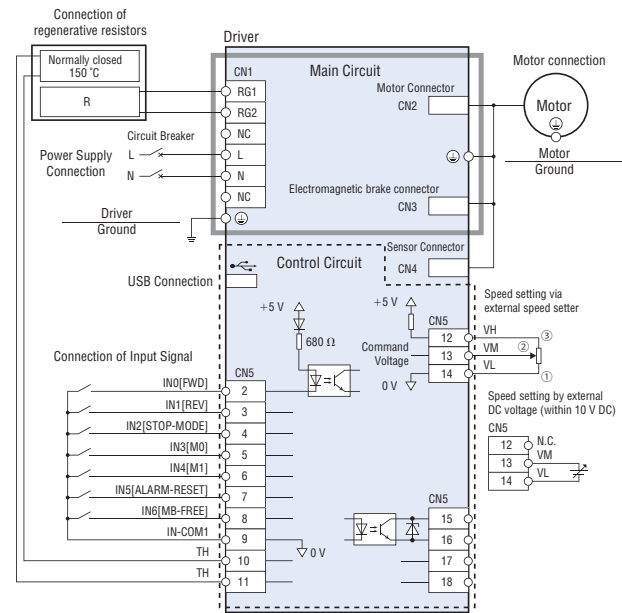 Connection of
regenerative resistors
Normally closed
150 °C
R
Driver
Main Circuit
CN1
RG1
RG2
NC
L
N
NC
Motor Connector
CN2
Electromagnetic brake connector
CN3
Motor connection
Motor
Motor
Ground
Circuit Breaker
Power Supply
Connection
L
N
Driver
Ground
USB Connection
Control Circuit
Sensor Connector
CN4
+5 V
680 Ω
+5 V
Command
Voltage
0 V
CN5
12
13
14
VH
VM
VL
③
②
①
Speed setting via
external speed setter
Speed setting by external
DC voltage (within 10 V DC)
CN5
12
13
14
N.C.
VM
VL
Connection of Input Signal
CN5
IN0[FWD]
2
IN1[REV]
3
IN2[STOP-MODE]
4
IN3[M0]
5
IN4[M1]
6
IN5[ALARM-RESET]
7
IN6[MB-FREE]
8
IN-COM1
9
0 V
TH
10
TH
11
CN5
15
16
17
18